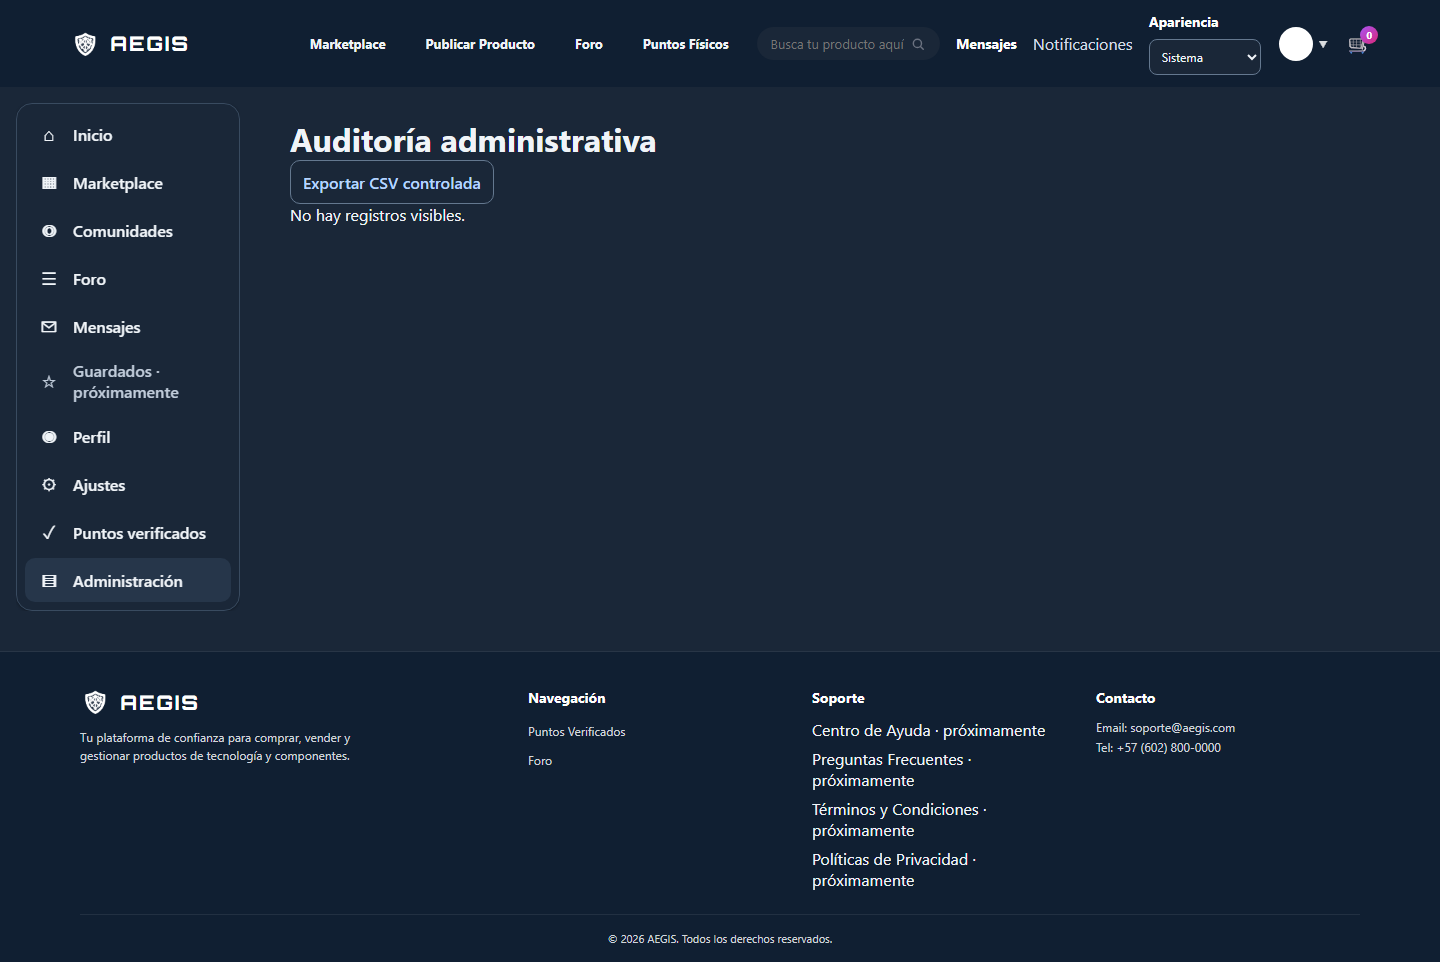 AEGIS
Marketplace
Publicar Producto
Foro
Puntos Físicos
Busca tu producto aquí
Mensajes
Notificaciones
Apariencia
Sistema
0
Inicio
Marketplace
Comunidades
Foro
Mensajes
Guardados ·
próximamente
Perfil
Ajustes
Puntos verificados
Administración
Auditoría administrativa
Exportar CSV controlada
No hay registros visibles.
AEGIS
Tu plataforma de confianza para comprar, vender y
gestionar productos de tecnología y componentes.
Navegación
Puntos Verificados
Foro
Soporte
Centro de Ayuda · próximamente
Preguntas Frecuentes ·
próximamente
Términos y Condiciones ·
próximamente
Políticas de Privacidad ·
próximamente
Contacto
Email: soporte@aegis.com
Tel: +57 (602) 800-0000
© 2026 AEGIS. Todos los derechos reservados.